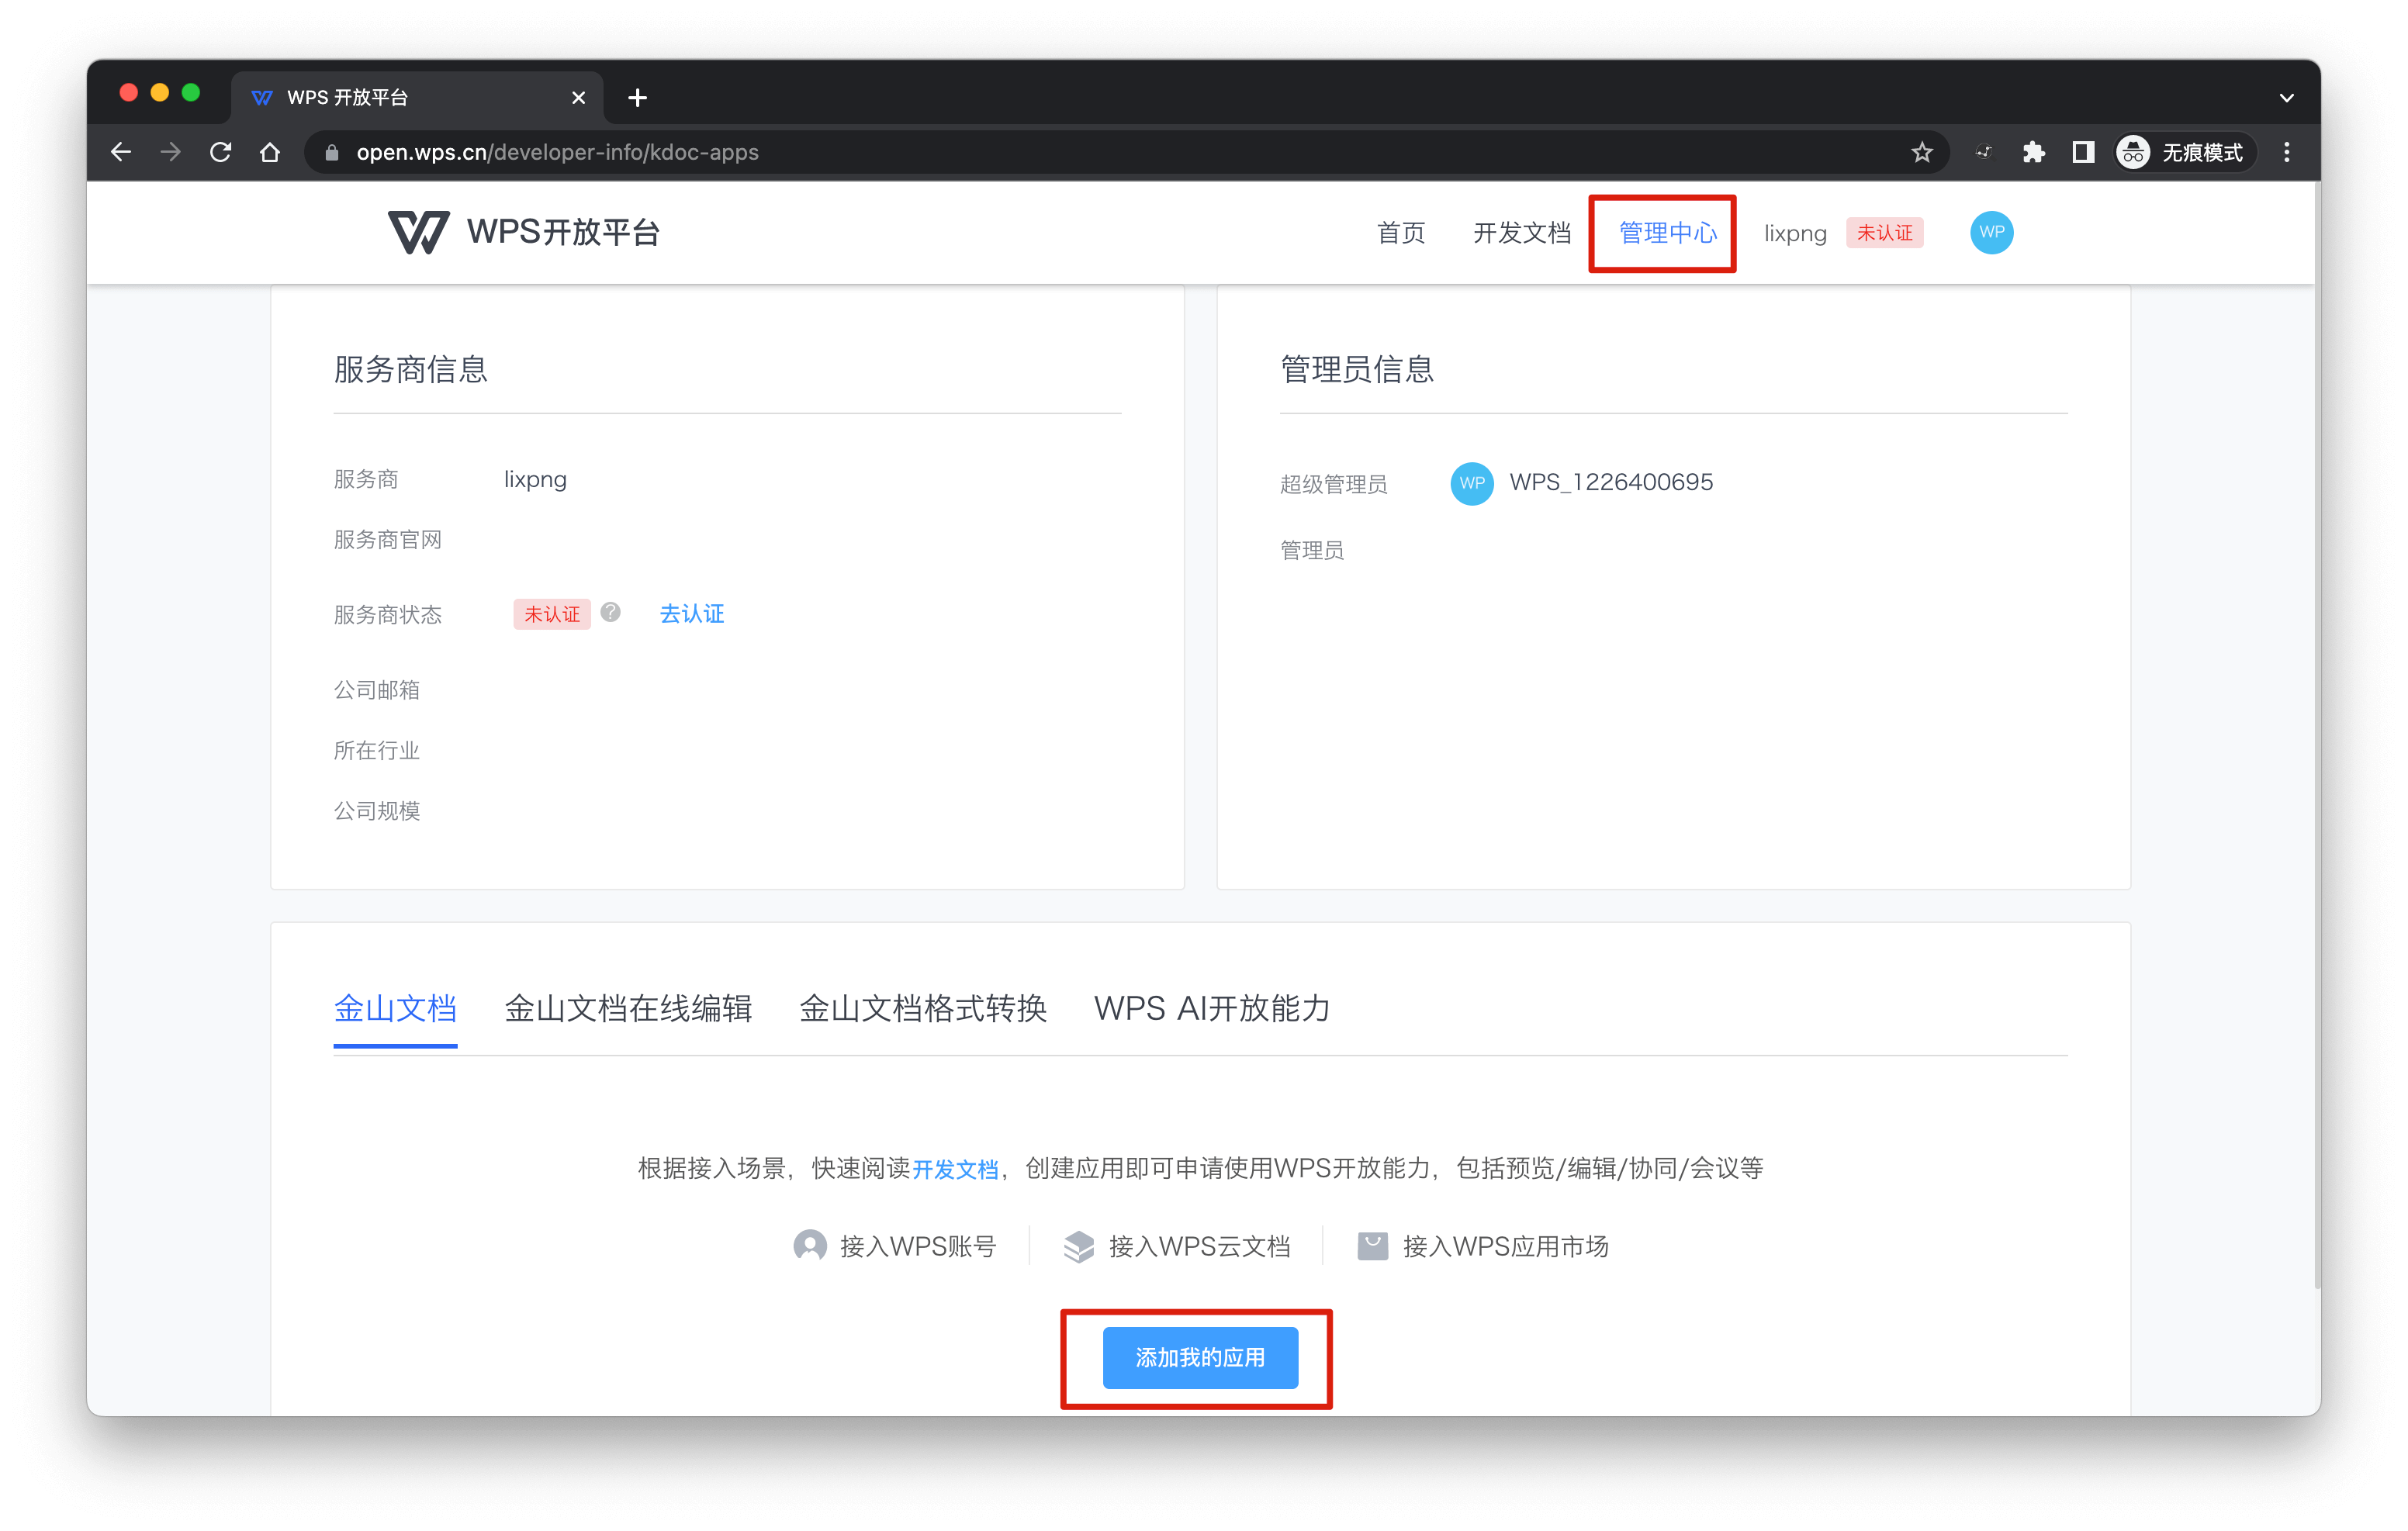 WPS 开放平台
open.wps.cn/developer-info/kdoc-apps
无痕模式
WPS开放平台
首页 开发文档 管理中心 lixpng 未认证 WP
服务商信息
服务商 lixpng
服务商官网
服务商状态 未认证 ? 去认证
公司邮箱
所在行业
公司规模
管理员信息
超级管理员 WP WPS_1226400695
管理员
金山文档 金山文档在线编辑 金山文档格式转换 WPS AI开放能力
根据接入场景，快速阅读开发文档，创建应用即可申请使用WPS开放能力，包括预览/编辑/协同/会议等
接入WPS账号 接入WPS云文档 接入WPS应用市场
添加我的应用